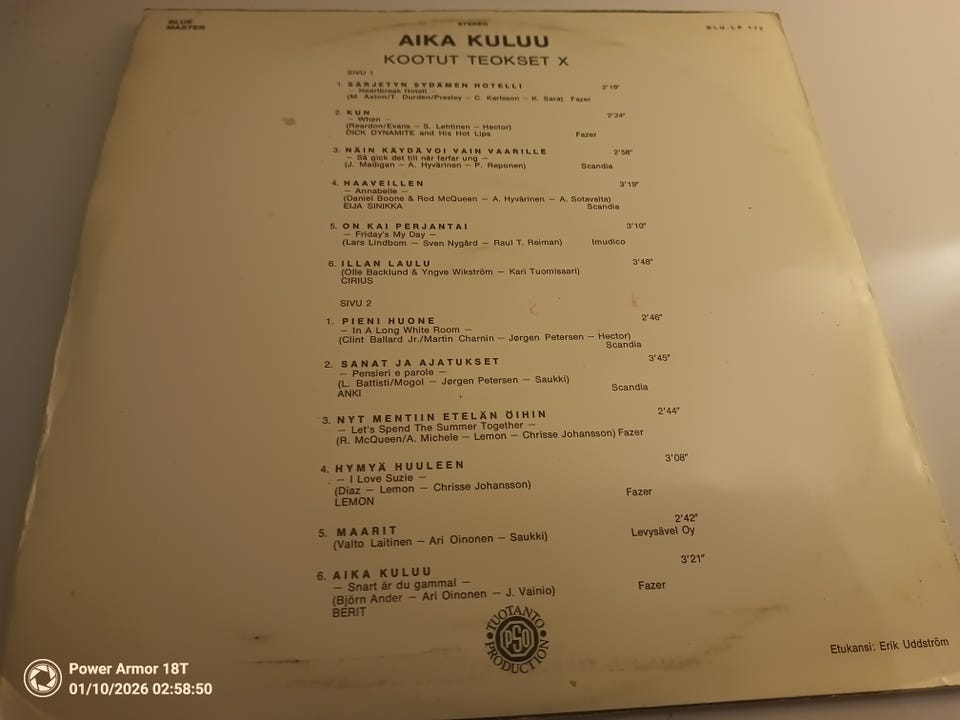 BLUE
MASTER
STEREO
BLU-LP 172
AIKA KULUU
KOOTUT TEOKSET X
SIVU 1
1. SÄRJETYN SYDÄMEN HOTELLI 2'19"
— Heartbreak Hotell —
(M. Axton/T. Durden/Presley — C. Karlsson — K. Sara) Fazer
2. KUN 2'24"
— When —
(Reardon/Evans — S. Lehtinen — Hector)
DICK DYNAMITE and His Hot Lips Fazer
3. NÄIN KÄYDÄ VOI VAIN VAARILLE 2'58"
— Så gick det till når farfar ung —
(J. Madigan — A. Hyvärinen — P. Reponen) Scandia
4. HAAVEILLEN 3'19"
— Annabelle —
(Daniel Boone & Rod McQueen — A. Hyvärinen — A. Sotavalta)
EIJA SINIKKA Scandia
5. ON KAI PERJANTAI 3'10"
— Friday's My Day —
(Lars Lindbom — Sven Nygård — Raul T. Reiman) Imudico
6. ILLAN LAULU 3'48"
(Olle Backlund & Yngve Wikström — Kari Tuomisaari)
CIRIUS
SIVU 2
1. PIENI HUONE 2'46"
— In A Long White Room —
(Clint Ballard Jr./Martin Charnin — Jørgen Petersen — Hector)
Scandia
2. SANAT JA AJATUKSET 3'45"
— Pensieri e parole —
(L. Battisti/Mogol — Jørgen Petersen — Saukki) Scandia
ANKI
3. NYT MENTIIN ETELÄN ÖIHIN 2'44"
— Let's Spend The Summer Together —
(R. McQueen/A. Michele — Lemon — Chrisse Johansson) Fazer
4. HYMYÄ HUULEEN 3'08"
— I Love Suzie —
(Diaz — Lemon — Chrisse Johansson) Fazer
LEMON
5. MAARIT 2'42"
(Valto Laitinen — Ari Oinonen — Saukki) Levysävel Oy
6. AIKA KULUU 3'21"
— Snart är du gammal —
(Björn Ander — Ari Oinonen — J. Vainio) Fazer
BERIT
TUOTANTO
PSO
PRODUCTION
Etukansi: Erik Uddström
Power Armor 18T
01/10/2026 02:58:50